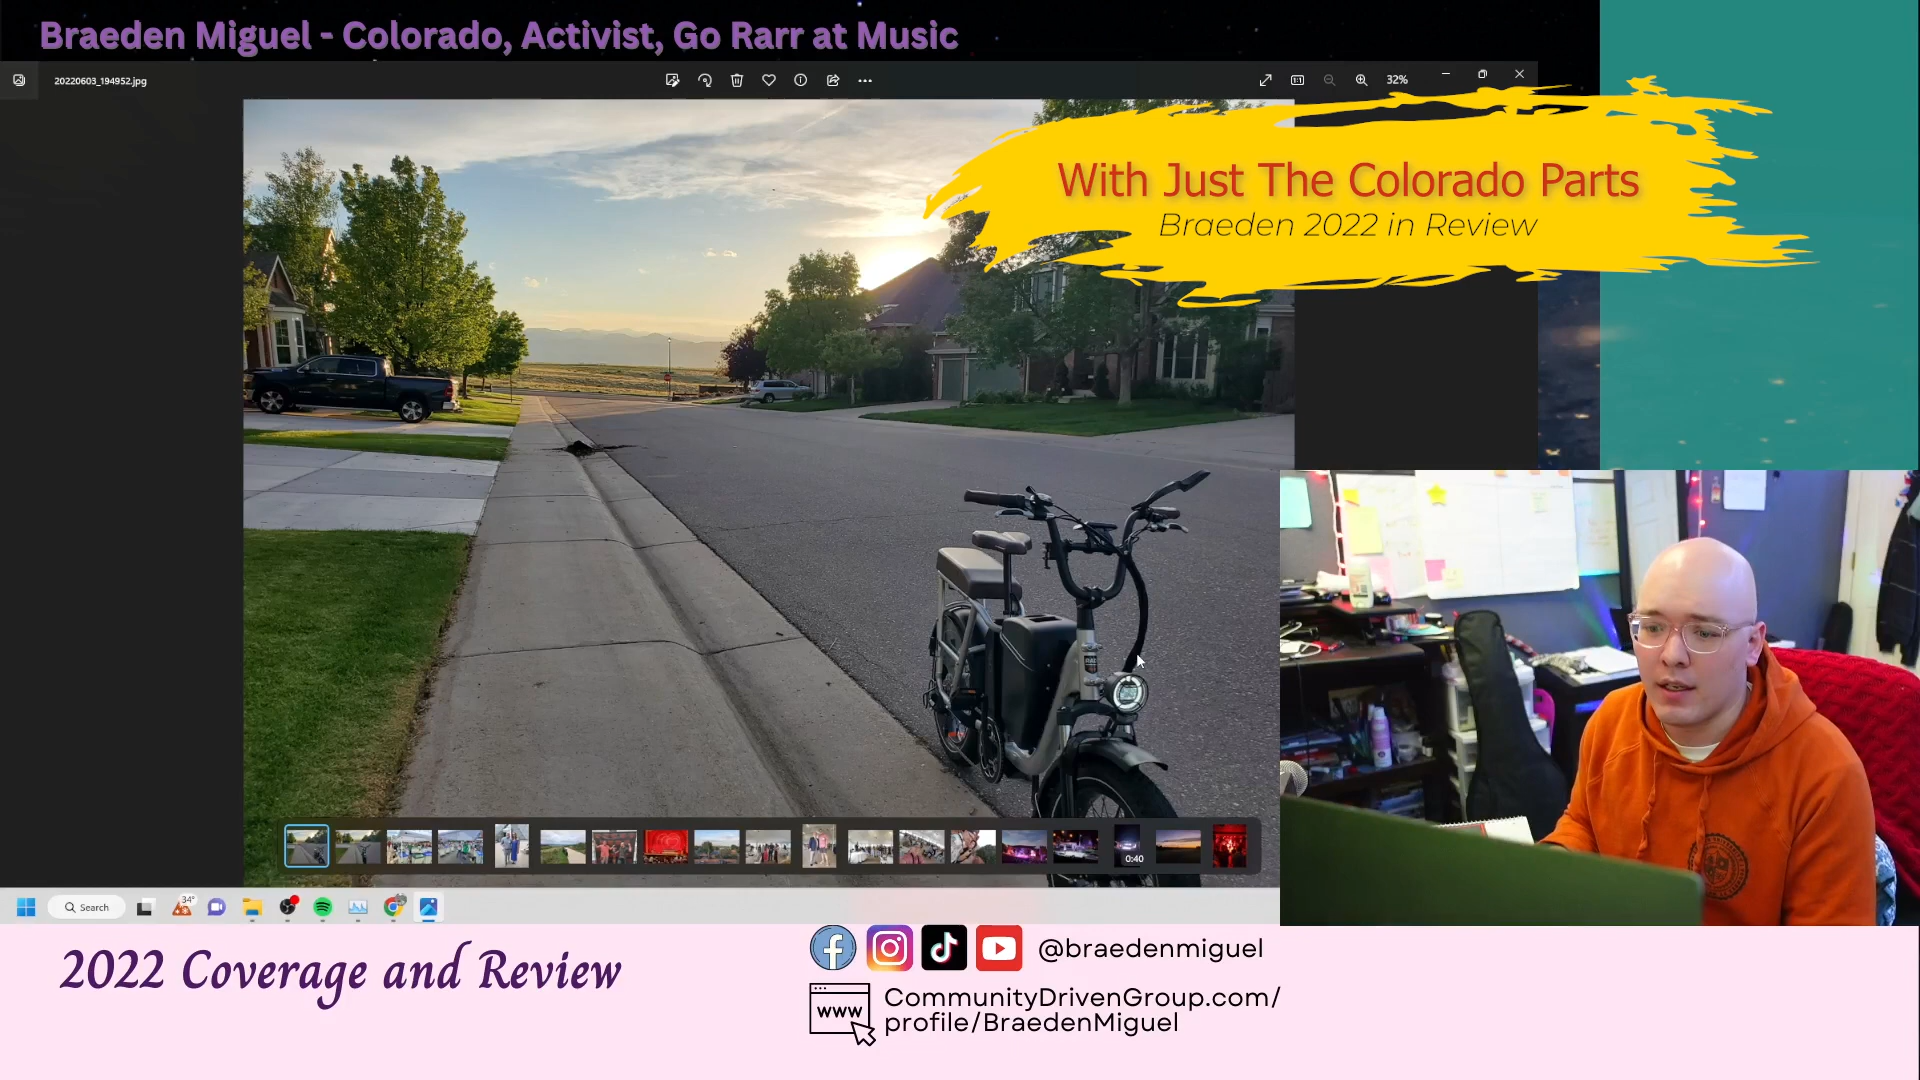 Braeden Miguel - Colorado, Activist, Go Rarr at Music
20220603_194952.jpg
32%
With Just The Colorado Parts
Braeden 2022 in Review
0:40
Search
34°
2022 Coverage and Review
@braedenmiguel
www
CommunityDrivenGroup.com/
profile/BraedenMiguel